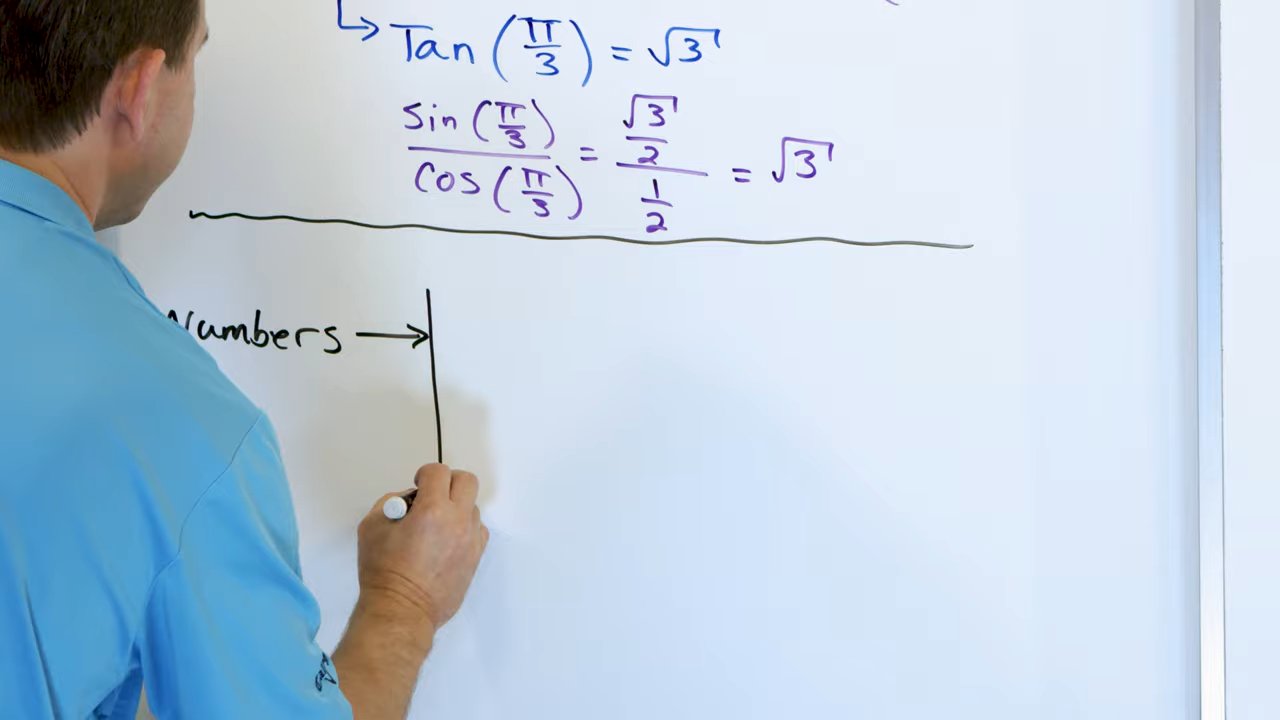 ↳ Tan (π/3) = √3
sin (π/3) / cos (π/3) = (√3/2) / (1/2) = √3
Numbers →